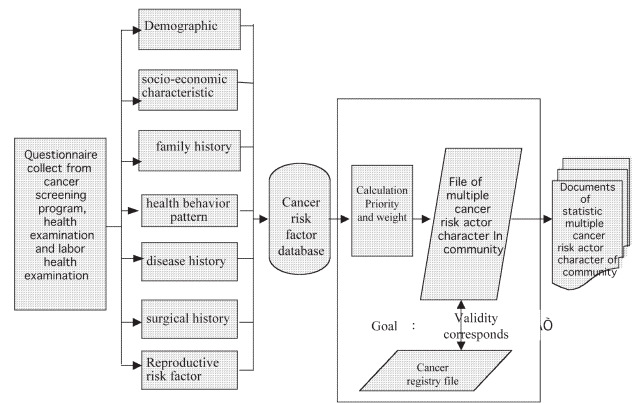 Questionnaire
collect from
cancer
screening
program,
health
examination
and labor
health
examination
Demographic
socio-economic
characteristic
family history
health behavior
pattern
disease history
surgical history
Reproductive
risk factor
Cancer
risk
factor
database
Calculation
Priority
and weight
File of
multiple
cancer
risk actor
character In
community
Goal :
Validity
corresponds
ÃÒ
Cancer
registry file
Documents
of
statistic
multiple
cancer
risk actor
character of
community